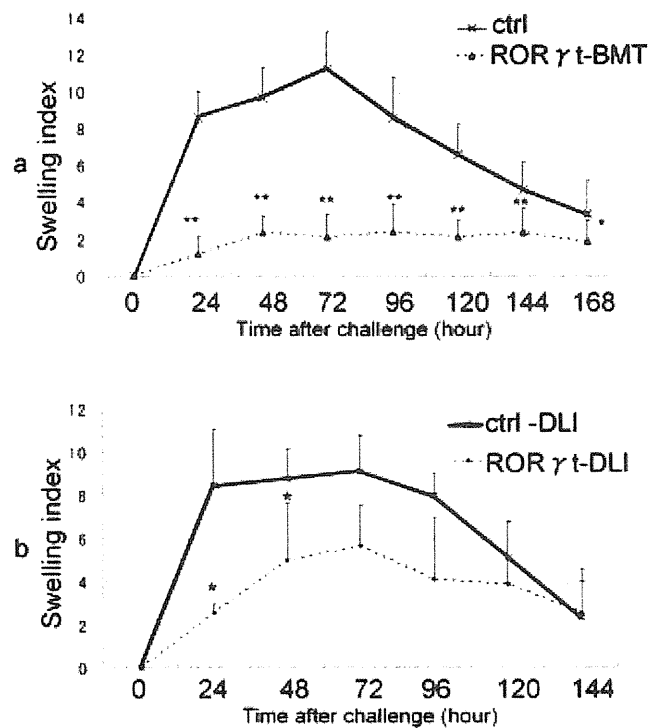 14
12
10
8
6
4
2
0
a
Swelling index
ctrl
ROR γ t-BMT
**
**
**
**
**
**
*
0 24 48 72 96 120 144 168
Time after challenge (hour)
12
10
8
6
4
2
0
b
Swelling index
ctrl -DLI
ROR γ t-DLI
*
*
0 24 48 72 96 120 144
Time after challenge (hour)